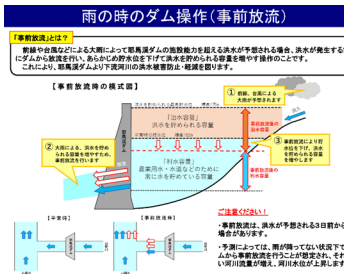 雨の時のダム操作（事前放流）
「事前放流」とは？
前線や台風などによる大雨によって耶馬渓ダムの施設能力を超える洪水が予想される場合、洪水が発生する
にダムから放流を行い、あらかじめ貯水位を下げて洪水を貯められる容量を増やす操作のことです。
これにより、耶馬渓ダムより下流河川の洪水被害防止・軽減を図ります。
【事前放流時の模式図】
① 前線、台風による
大雨が予想されます
「治水容量」
洪水を貯められる容量
② 大雨による、洪水を貯め
られる容量を増やすため、
事前放流を行います
③ 事前放流により貯
水位を下げ、洪水
を貯められる容量
を増やします
「利水容量」
農業用水・水道などのために
常に水を貯めている容量
【平常時】
【事前放流時】
ご注意ください！
・事前放流は、洪水が予想される３日前から
場合があります。
・予測によっては、雨が降ってない状況下で
ムから事前放流を行うことが想定され、それ
い河川流量が増え、河川水位が上昇しま